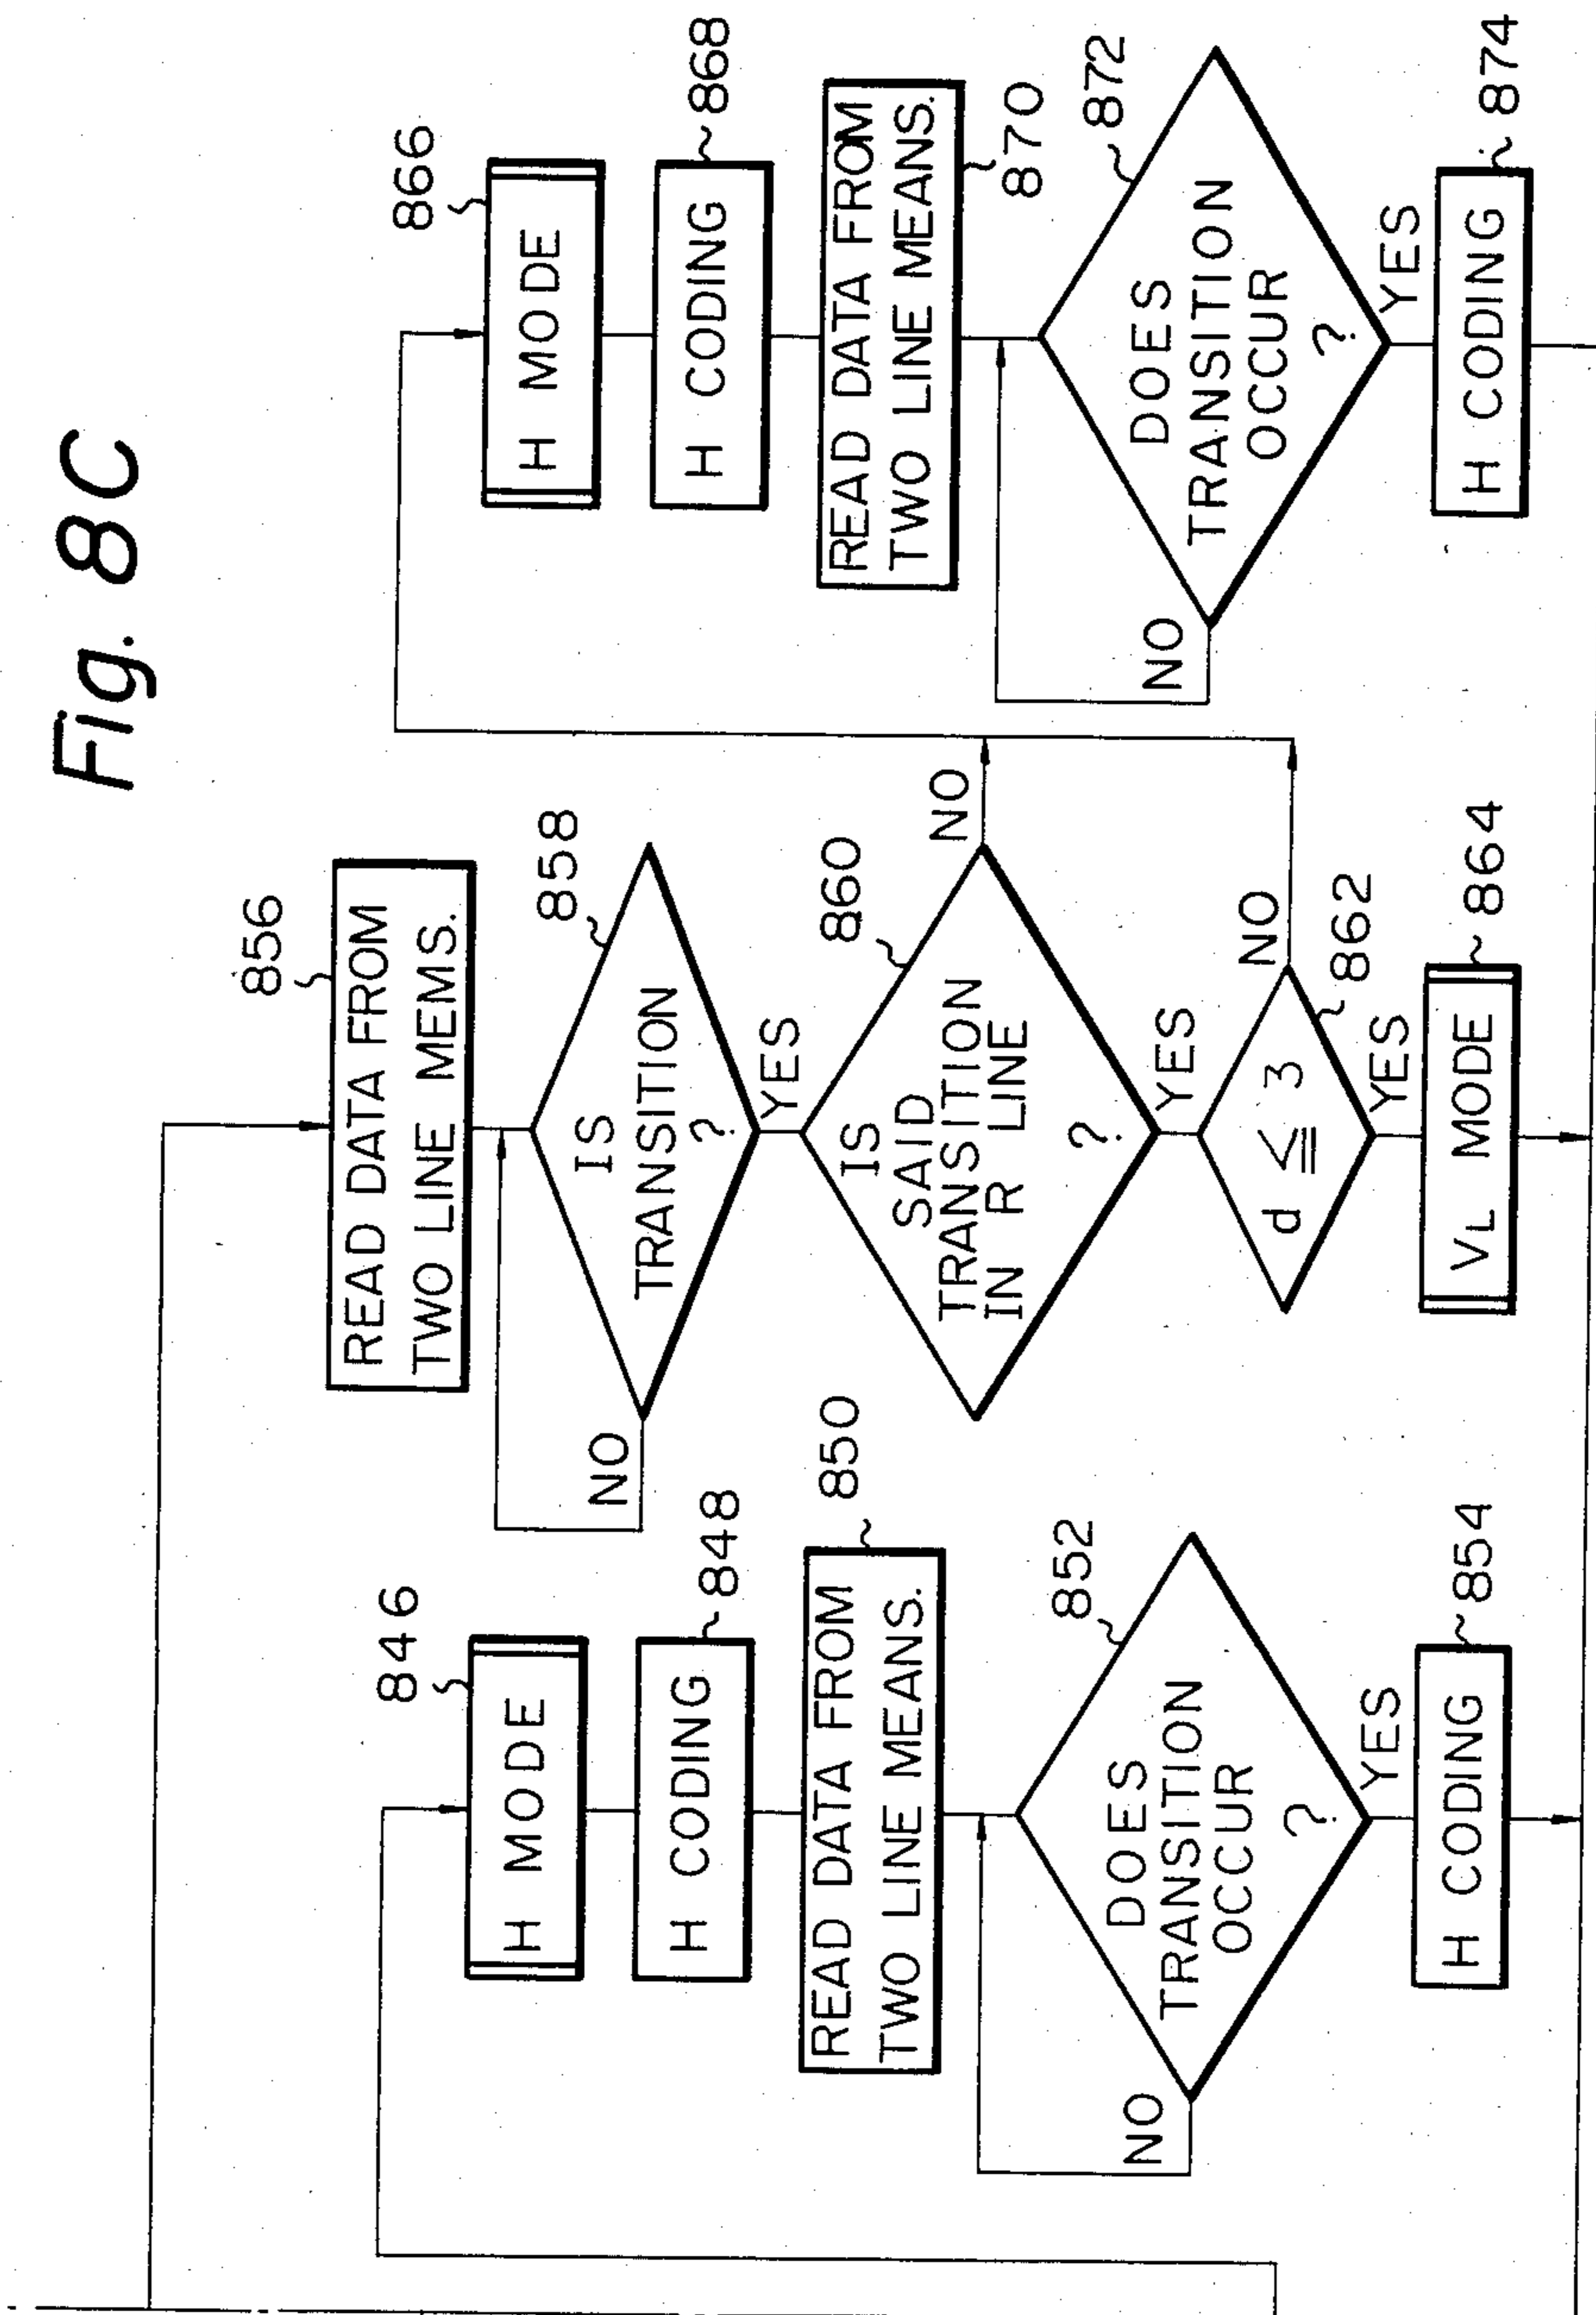 Fig. 8C
846
H MODE
H CODING
848
READ DATA FROM
TWO LINE MEANS.
850
852
DOES
TRANSITION
OCCUR
?
NO
YES
H CODING
854
856
READ DATA FROM
TWO LINE MEMS.
858
IS
TRANSITION
?
NO
YES
860
IS
SAID
TRANSITION
IN R LINE
?
NO
YES
d ≦ 3
862
NO
YES
VL MODE
864
866
H MODE
868
H CODING
READ DATA FROM
TWO LINE MEANS.
870
872
DOES
TRANSITION
OCCUR
?
NO
YES
H CODING
874